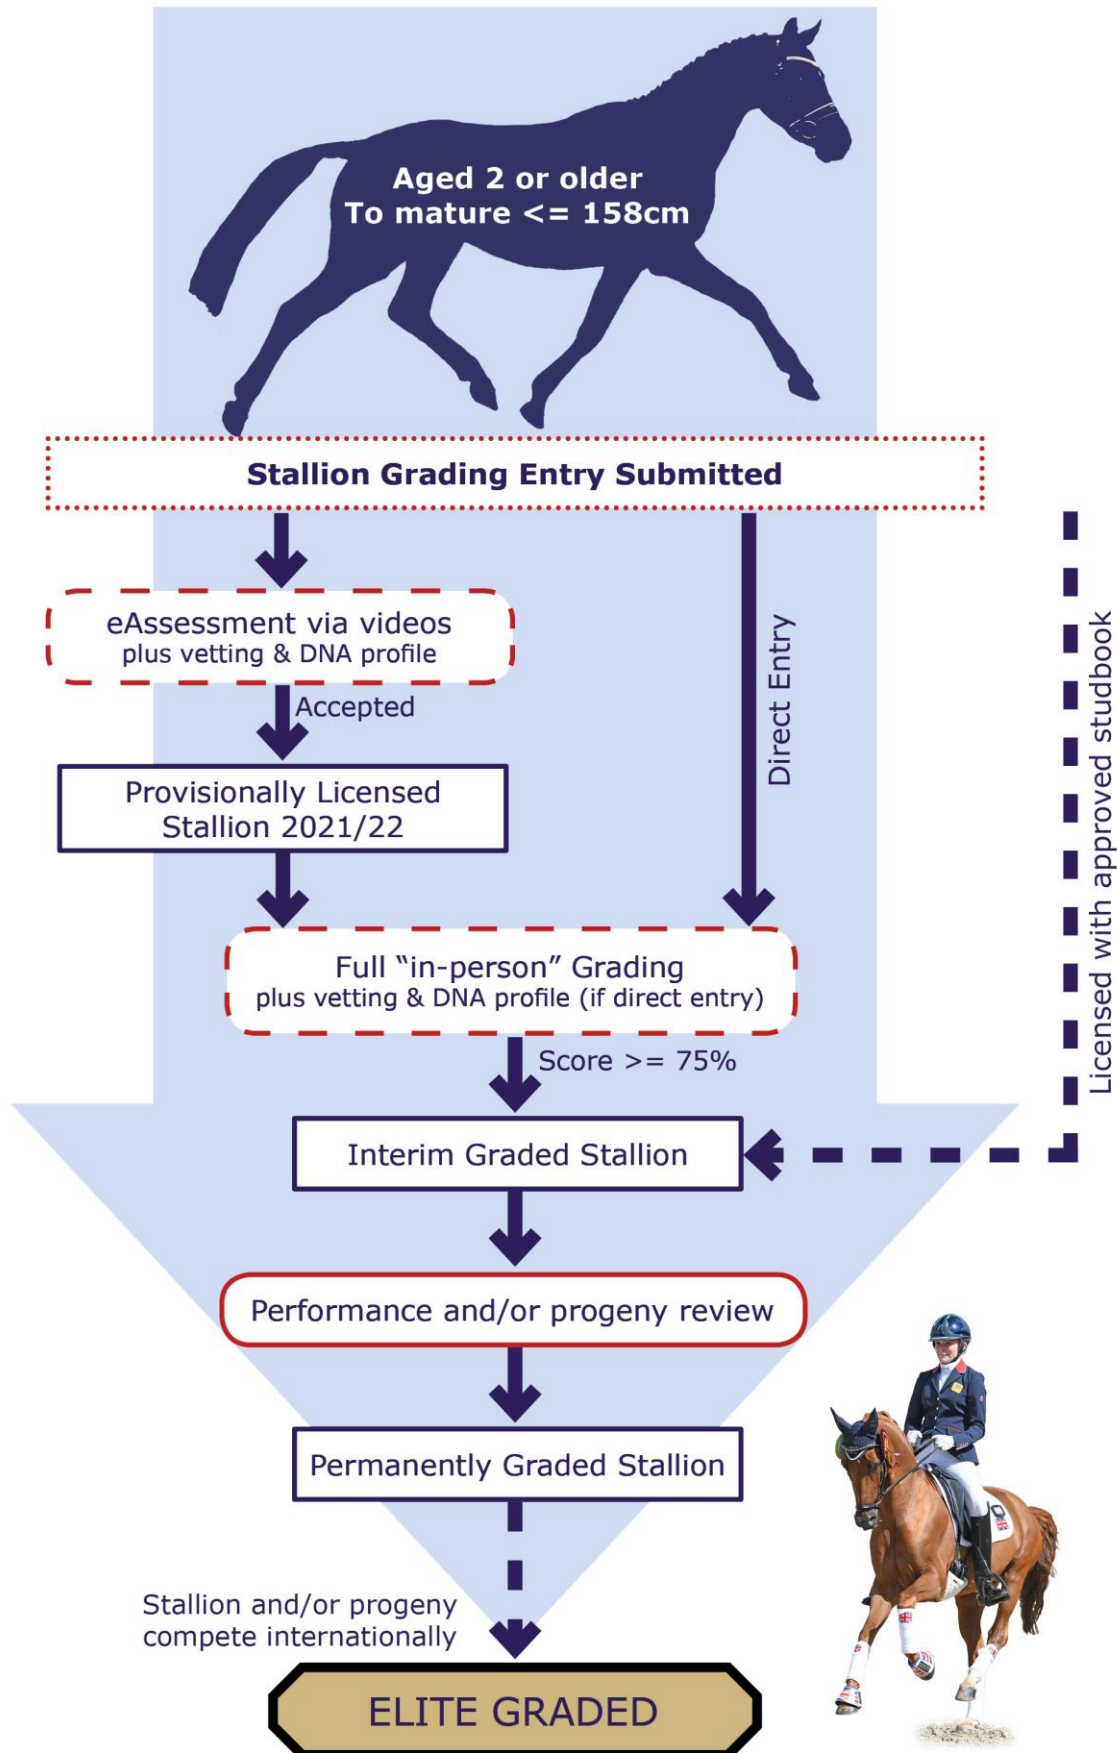 Aged 2 or older
To mature <= 158cm
Stallion Grading Entry Submitted
eAssessment via videos
plus vetting & DNA profile
Accepted
Direct Entry
Licensed with approved studbook
Provisionally Licensed
Stallion 2021/22
Full “in-person” Grading
plus vetting & DNA profile (if direct entry)
Score >= 75%
Interim Graded Stallion
Performance and/or progeny review
Permanently Graded Stallion
Stallion and/or progeny
compete internationally
ELITE GRADED